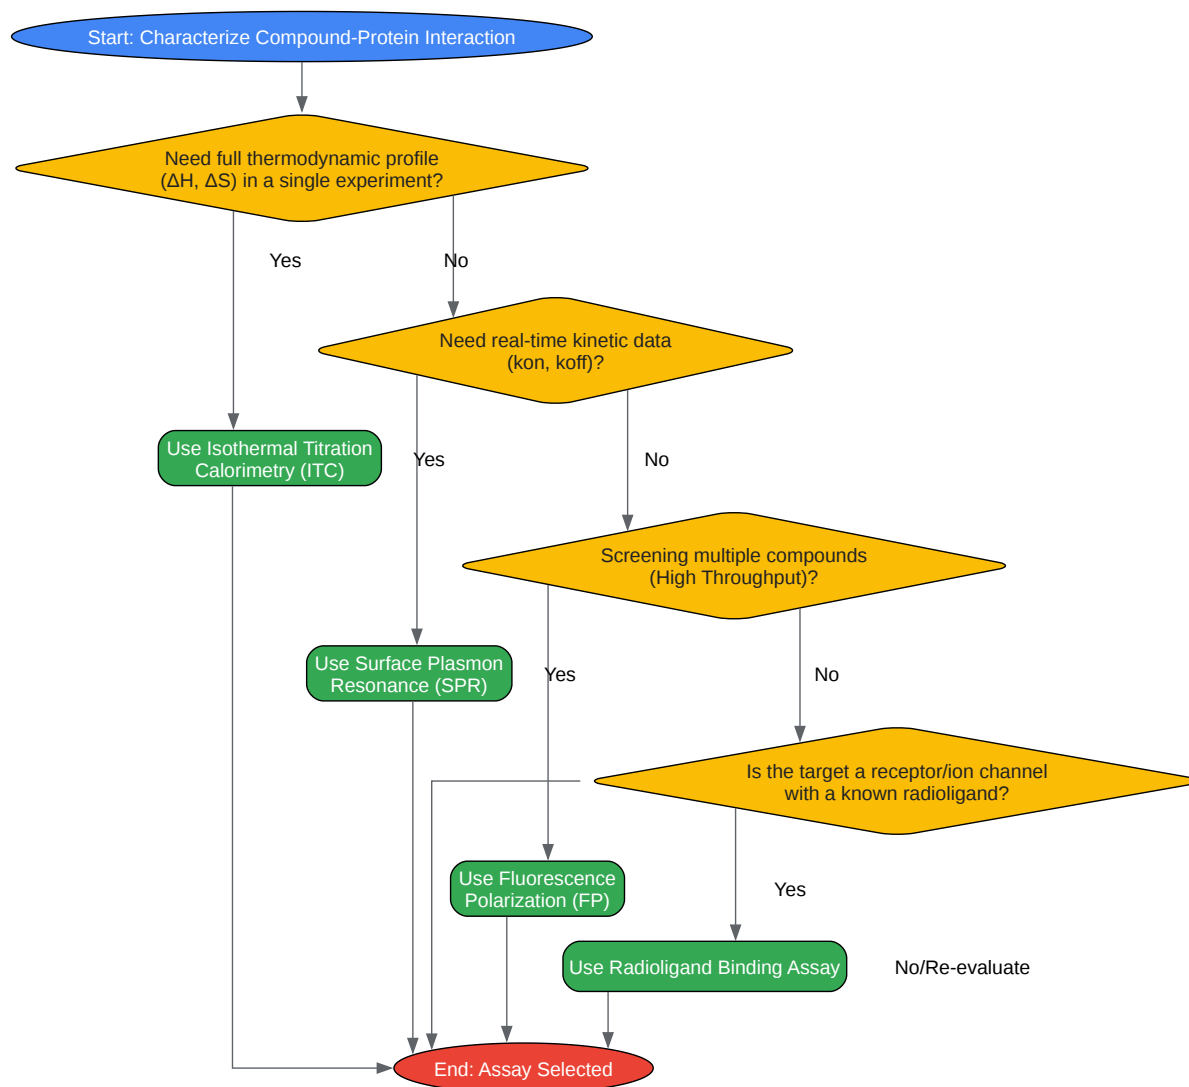 Start: Characterize Compound-Protein Interaction
Need full thermodynamic profile
(ΔH, ΔS) in a single experiment?
Yes
No
Need real-time kinetic data
(kon, koff)?
Use Isothermal Titration
Calorimetry (ITC)
Yes
No
Screening multiple compounds
(High Throughput)?
Use Surface Plasmon
Resonance (SPR)
Yes
No
Is the target a receptor/ion channel
with a known radioligand?
Use Fluorescence
Polarization (FP)
Yes
Use Radioligand Binding Assay
No/Re-evaluate
End: Assay Selected